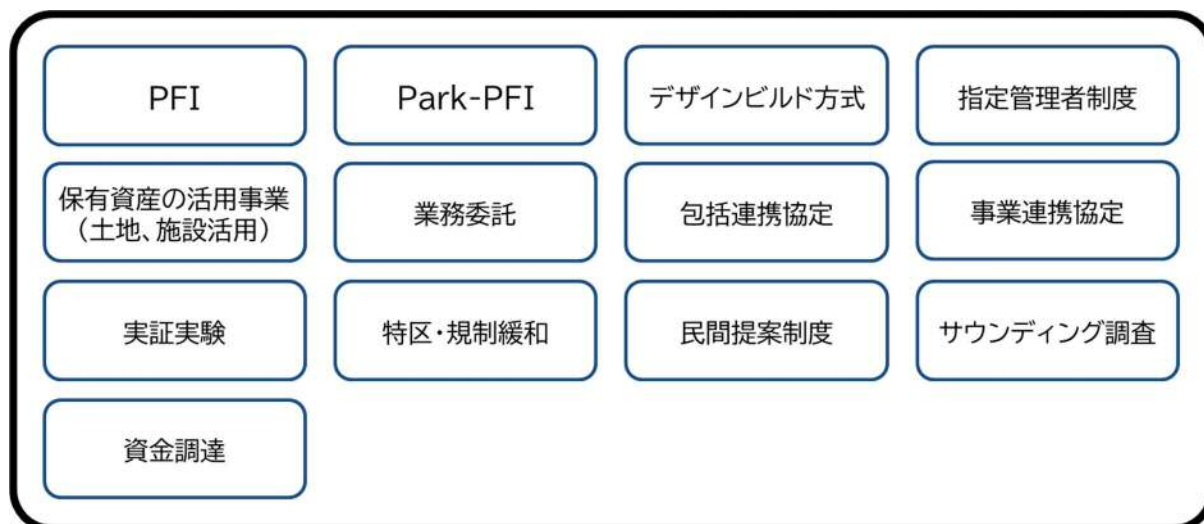 PFI
Park-PFI
デザインビルド方式
指定管理者制度
保有資産の活用事業
（土地、施設活用）
業務委託
包括連携協定
事業連携協定
実証実験
特区・規制緩和
民間提案制度
サウンディング調査
資金調達